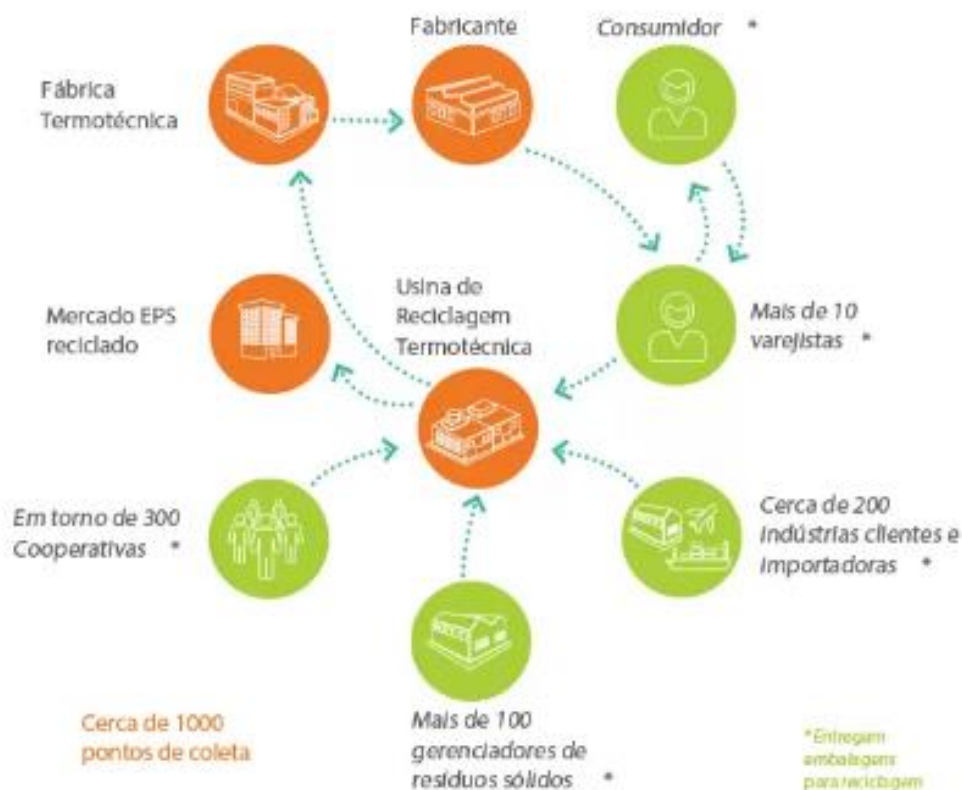 Fabricante
Consumidor *
Fábrica
Termotécnica
Mercado EPS
reciclado
Usina de
Reciclagem
Termotécnica
Mais de 10
varejistas *
Em torno de 300
Cooperativas *
Cerca de 200
indústrias clientes e
importadoras *
Cerca de 1000
pontos de coleta
Mais de 100
gerenciadores de
resíduos sólidos *
*Entregam
embalagens
para reciclagem